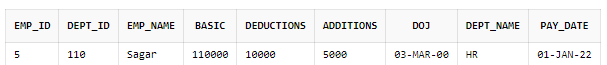 EMP_ID DEPT_ID EMP_NAME BASIC DEDUCTIONS ADDITIONS DOJ DEPT_NAME PAY_DATE
5 110 Sagar 110000 10000 5000 03-MAR-00 HR 01-JAN-22